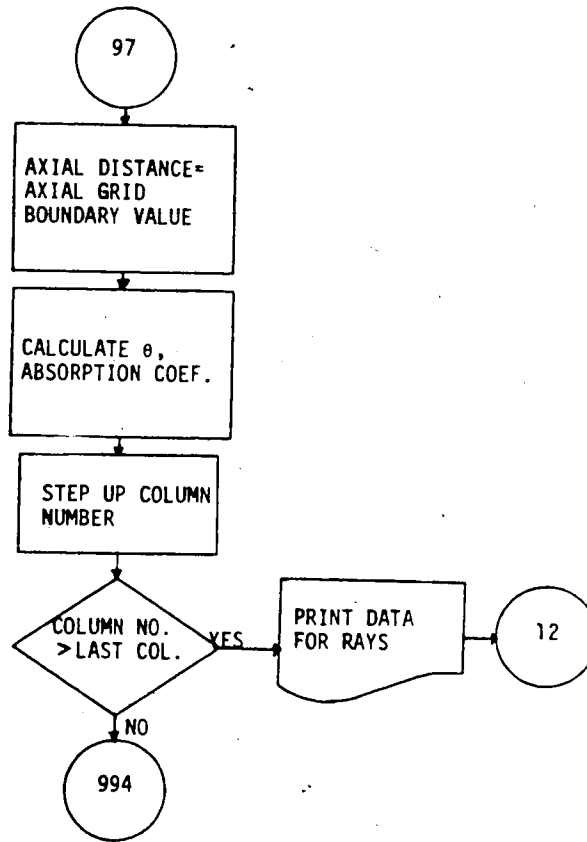 97
AXIAL DISTANCE=
AXIAL GRID
BOUNDARY VALUE
CALCULATE θ,
ABSORPTION COEF.
STEP UP COLUMN
NUMBER
COLUMN NO.
>LAST COL.
YES
PRINT DATA
FOR RAYS
12
NO
994